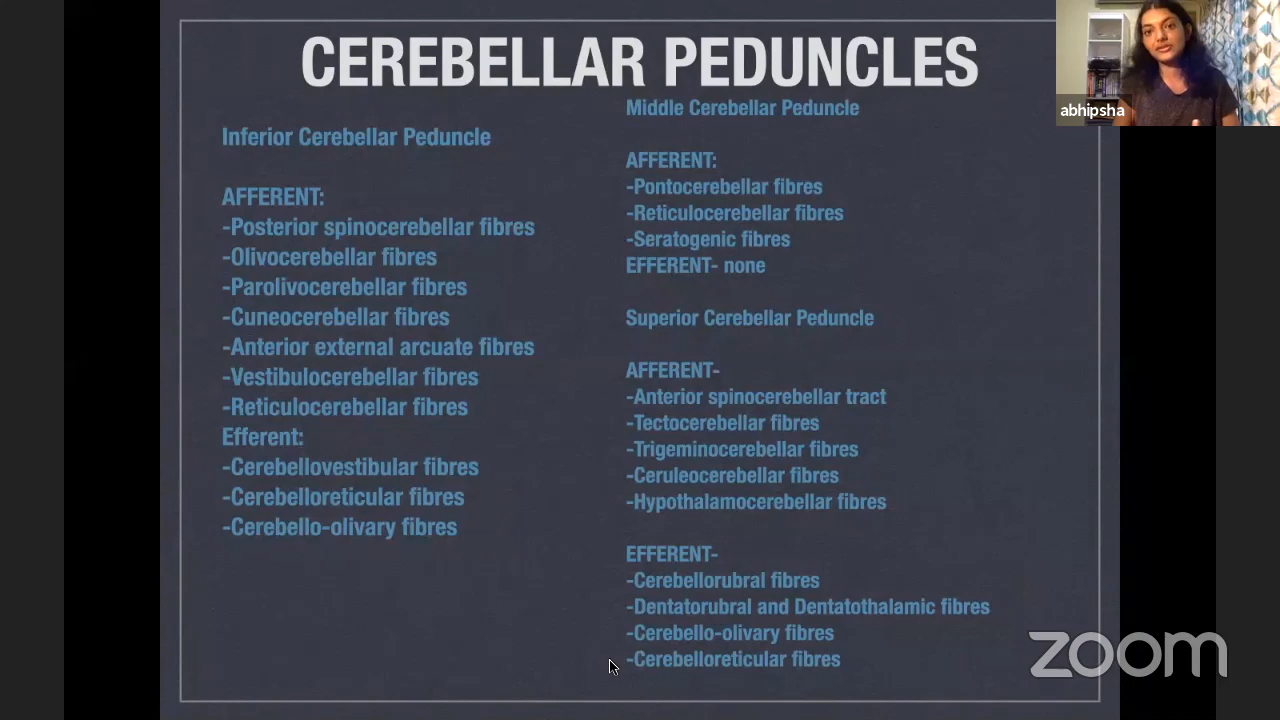 CEREBELLAR PEDUNCLES
Inferior Cerebellar Peduncle
AFFERENT:
-Posterior spinocerebellar fibres
-Olivocerebellar fibres
-Parolivocerebellar fibres
-Cuneocerebellar fibres
-Anterior external arcuate fibres
-Vestibulocerebellar fibres
-Reticulocerebellar fibres
Efferent:
-Cerebellovestibular fibres
-Cerebelloreticular fibres
-Cerebello-olivary fibres
Middle Cerebellar Peduncle
AFFERENT:
-Pontocerebellar fibres
-Reticulocerebellar fibres
-Seratogenic fibres
EFFERENT- none
Superior Cerebellar Peduncle
AFFERENT-
-Anterior spinocerebellar tract
-Tectocerebellar fibres
-Trigeminocerebellar fibres
-Ceruleocerebellar fibres
-Hypothalamocerebellar fibres
EFFERENT-
-Cerebellorubral fibres
-Dentatorubral and Dentatothalamic fibres
-Cerebello-olivary fibres
-Cerebelloreticular fibres
abhipsha
zoom